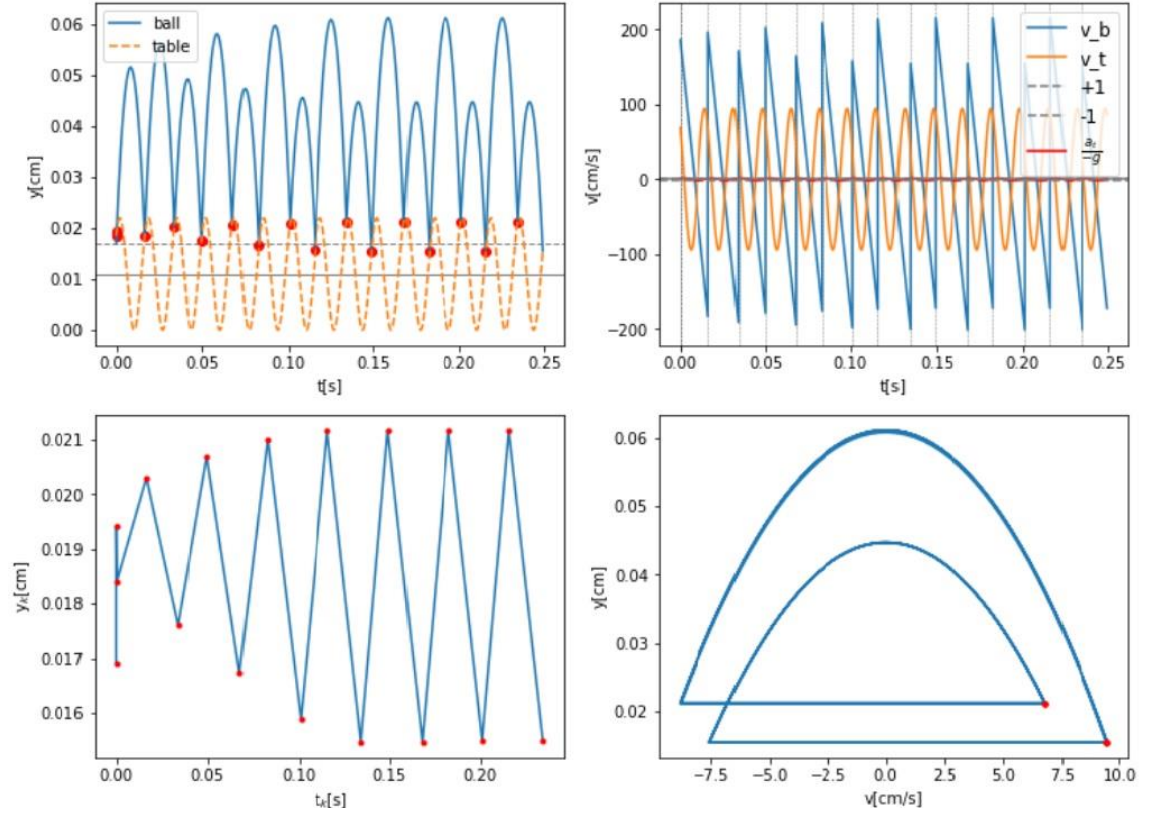 ball
table
0.06
0.05
0.04
0.03
0.02
0.01
0.00
y[cm]
0.00 0.05 0.10 0.15 0.20 0.25
t[s]
v_b
v_t
+1
-1
a_t/-g
200
100
0
−100
−200
v[cm/s]
0.00 0.05 0.10 0.15 0.20 0.25
t[s]
0.021
0.020
0.019
0.018
0.017
0.016
y_k[cm]
0.00 0.05 0.10 0.15 0.20
t_k[s]
0.06
0.05
0.04
0.03
0.02
y[cm]
−7.5 −5.0 −2.5 0.0 2.5 5.0 7.5 10.0
v[cm/s]